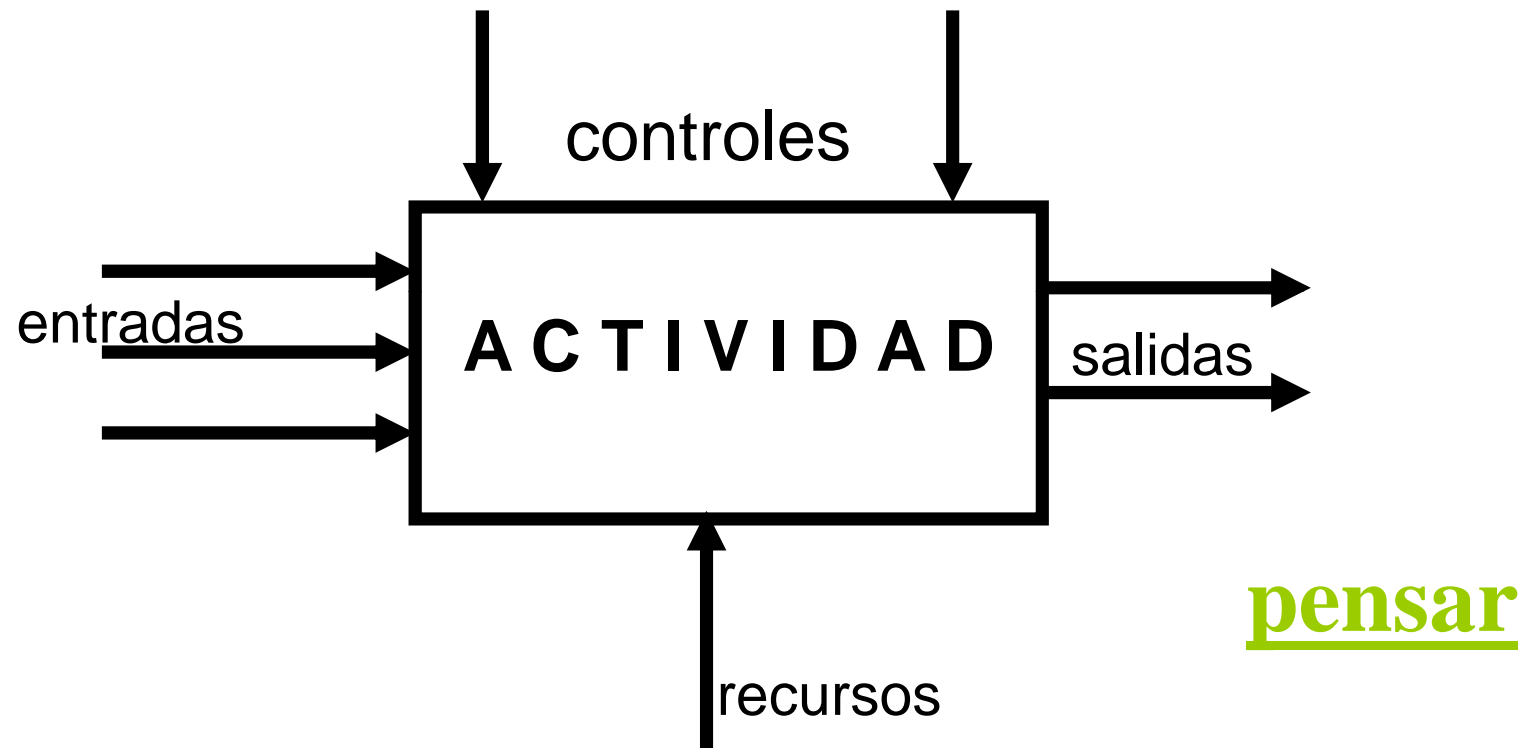 controles
entradas
A C T I V I D A D
salidas
pensar
recursos